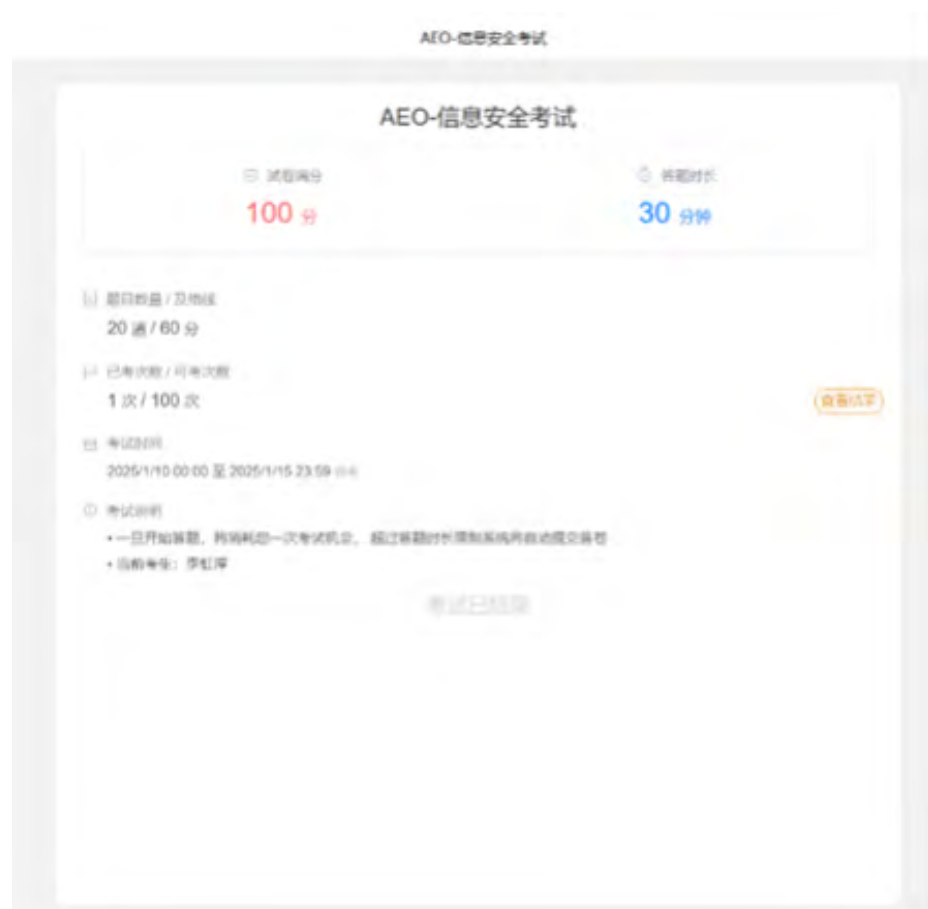 AEO-信息安全考试
AEO-信息安全考试
试卷满分
答题时长
100 分
30 分钟
题目数量 / 及格线
20 道 / 60 分
已考次数 / 可考次数
1 次 / 100 次
查看试卷
考试时间
2025/1/10 00:00 至 2025/1/15 23:59
考试说明
• 一旦开始答题，将消耗您一次考试机会，超过答题时长限制系统将自动提交答卷
• 当前考生：李虹
考试已结束